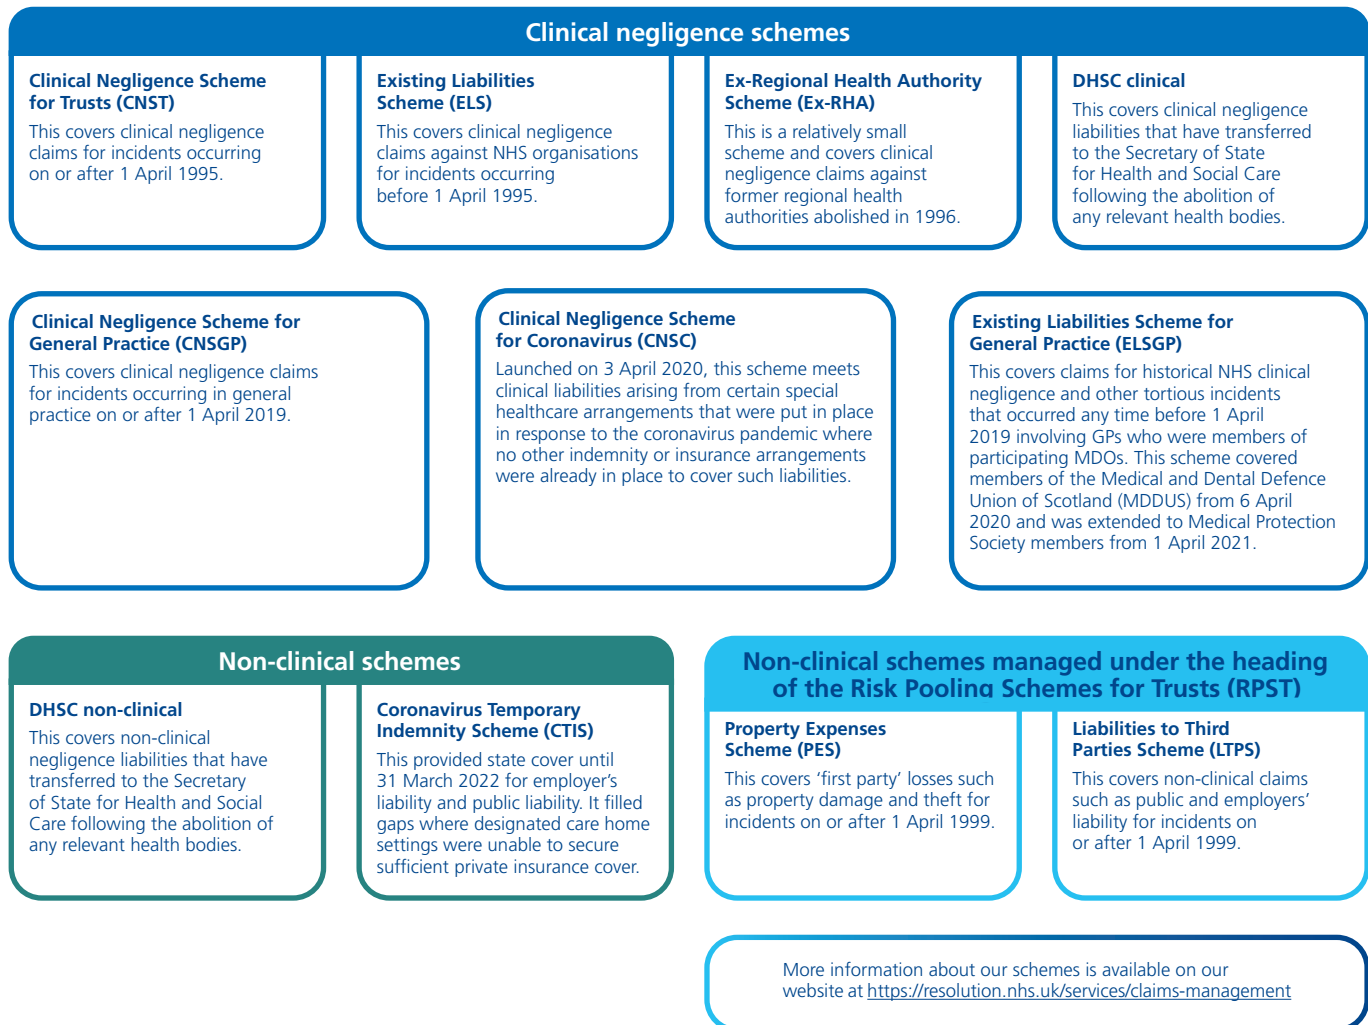 Clinical negligence schemes
Clinical Negligence Scheme
for Trusts (CNST)
This covers clinical negligence
claims for incidents occurring
on or after 1 April 1995.
Existing Liabilities
Scheme (ELS)
This covers clinical negligence
claims against NHS organisations
for incidents occurring
before 1 April 1995.
Ex-Regional Health Authority
Scheme (Ex-RHA)
This is a relatively small
scheme and covers clinical
negligence claims against
former regional health
authorities abolished in 1996.
DHSC clinical
This covers clinical negligence
liabilities that have transferred
to the Secretary of State
for Health and Social Care
following the abolition of
any relevant health bodies.
Clinical Negligence Scheme for
General Practice (CNSGP)
This covers clinical negligence claims
for incidents occurring in general
practice on or after 1 April 2019.
Clinical Negligence Scheme
for Coronavirus (CNSC)
Launched on 3 April 2020, this scheme meets
clinical liabilities arising from certain special
healthcare arrangements that were put in place
in response to the coronavirus pandemic where
no other indemnity or insurance arrangements
were already in place to cover such liabilities.
Existing Liabilities Scheme for
General Practice (ELSGP)
This covers claims for historical NHS clinical
negligence and other tortious incidents
that occurred any time before 1 April
2019 involving GPs who were members of
participating MDOs. This scheme covered
members of the Medical and Dental Defence
Union of Scotland (MDDUS) from 6 April
2020 and was extended to Medical Protection
Society members from 1 April 2021.
Non-clinical schemes
DHSC non-clinical
This covers non-clinical
negligence liabilities that have
transferred to the Secretary
of State for Health and Social
Care following the abolition of
any relevant health bodies.
Coronavirus Temporary
Indemnity Scheme (CTIS)
This provided state cover until
31 March 2022 for employer’s
liability and public liability. It filled
gaps where designated care home
settings were unable to secure
sufficient private insurance cover.
Non-clinical schemes managed under the heading
of the Risk Pooling Schemes for Trusts (RPST)
Property Expenses
Scheme (PES)
This covers ‘first party’ losses such
as property damage and theft for
incidents on or after 1 April 1999.
Liabilities to Third
Parties Scheme (LTPS)
This covers non-clinical claims
such as public and employers’
liability for incidents on
or after 1 April 1999.
More information about our schemes is available on our
website at https://resolution.nhs.uk/services/claims-management